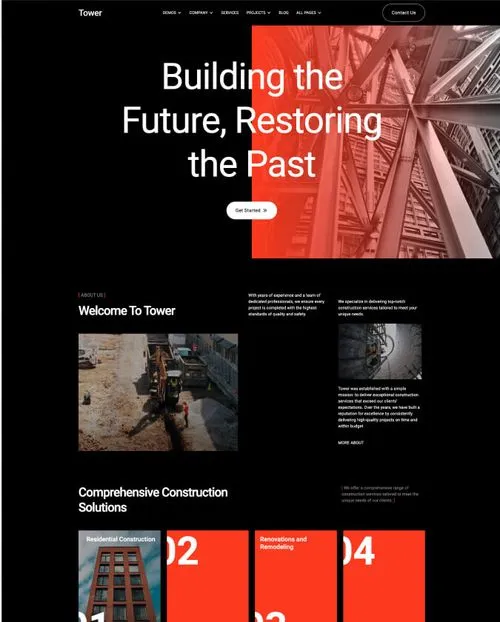 Tower
DEMOS COMPANY SERVICES PROJECTS BLOG ALL PAGES
Contact Us
Building the
Future, Restoring
the Past
Get Started
[ ABOUT US ]
Welcome To Tower
With years of experience and a team of
dedicated professionals, we ensure every
project is completed with the highest
standards of quality and safety.
We specialize in delivering top-notch
construction services tailored to meet your
unique needs.
Tower was established with a simple
mission: to deliver exceptional construction
services that exceed our clients'
expectations. Over the years, we have built a
reputation for excellence by consistently
delivering high-quality projects on time and
within budget
MORE ABOUT
Comprehensive Construction
Solutions
[ We offer a comprehensive range of
construction services tailored to meet the
unique needs of our clients. ]
Residential Construction
01
02
Renovations and
Remodeling
03
04